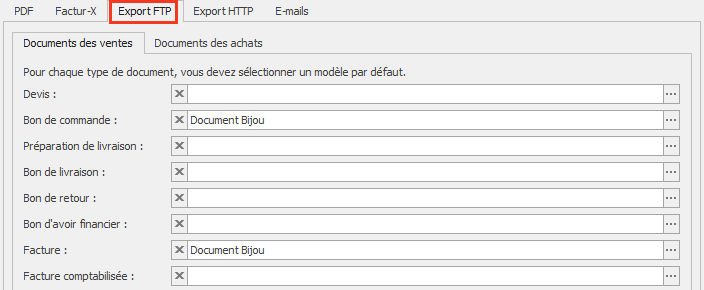 PDF Factur-X Export FTP Export HTTP E-mails
Documents des ventes Documents des achats
Pour chaque type de document, vous devez sélectionner un modèle par défaut.
Devis :
Bon de commande : Document Bijou
Préparation de livraison :
Bon de livraison :
Bon de retour :
Bon d'avoir financier :
Facture : Document Bijou
Facture comptabilisée :